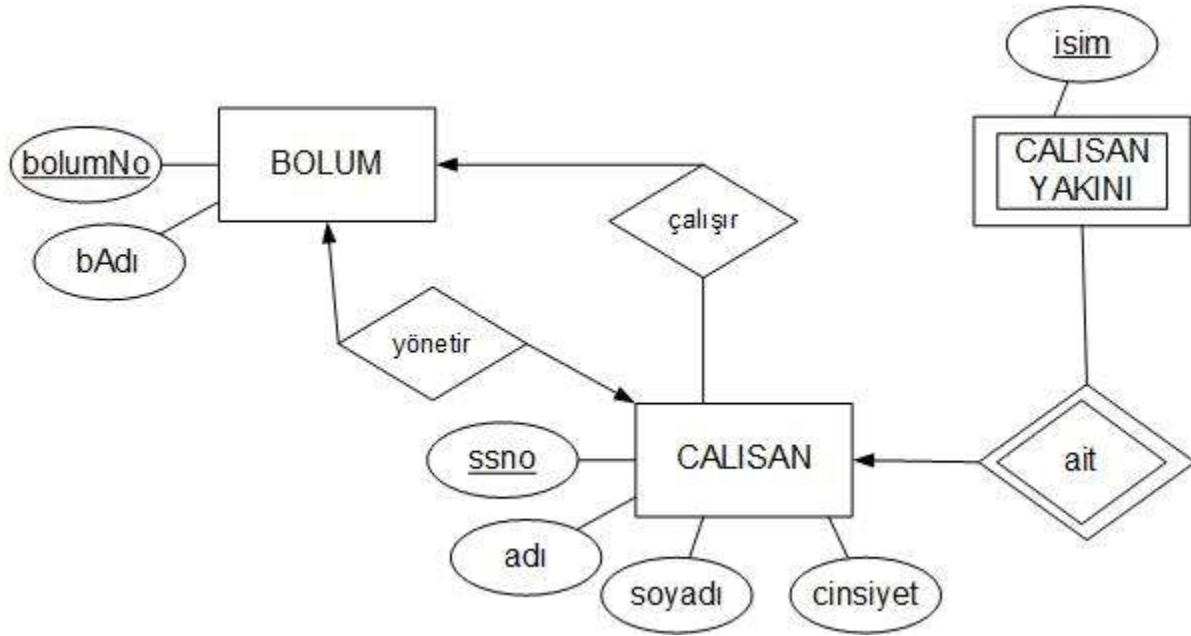 isim
bolumNo
BOLUM
CALISAN
YAKINI
çalışır
bAdı
yönetir
ssno
CALISAN
ait
adı
soyadı
cinsiyet